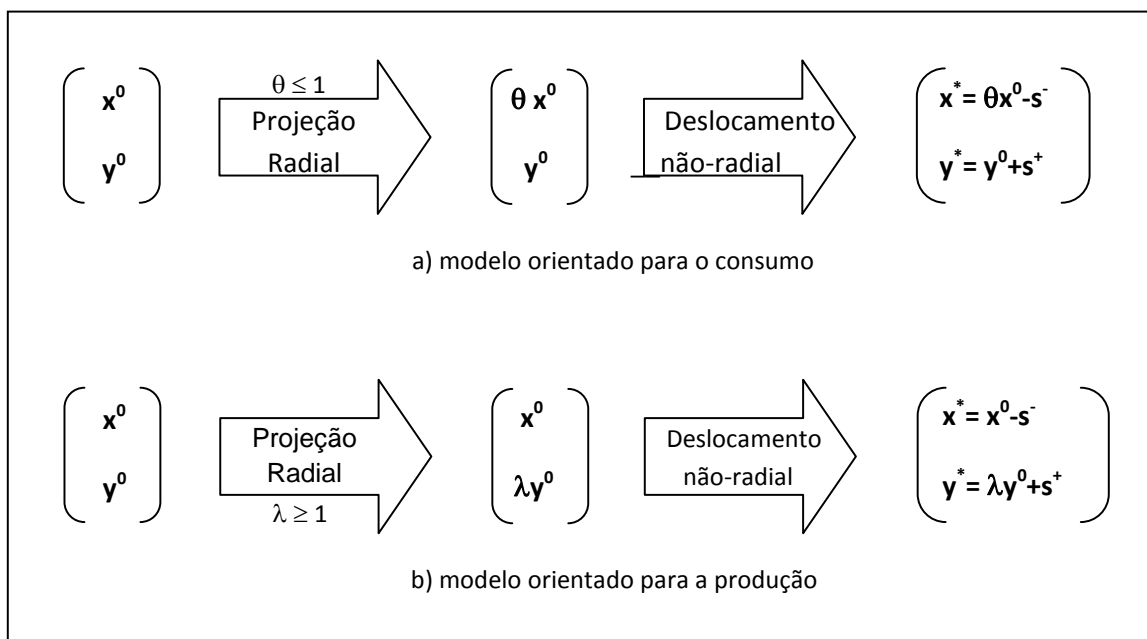 x⁰
y⁰
θ ≤ 1
Projeção
Radial
θ x⁰
y⁰
Deslocamento
não-radial
x*= θx⁰-s⁻
y*= y⁰+s⁺
a) modelo orientado para o consumo
x⁰
y⁰
Projeção
Radial
λ ≥ 1
x⁰
λy⁰
Deslocamento
não-radial
x*= x⁰-s⁻
y*= λy⁰+s⁺
b) modelo orientado para a produção